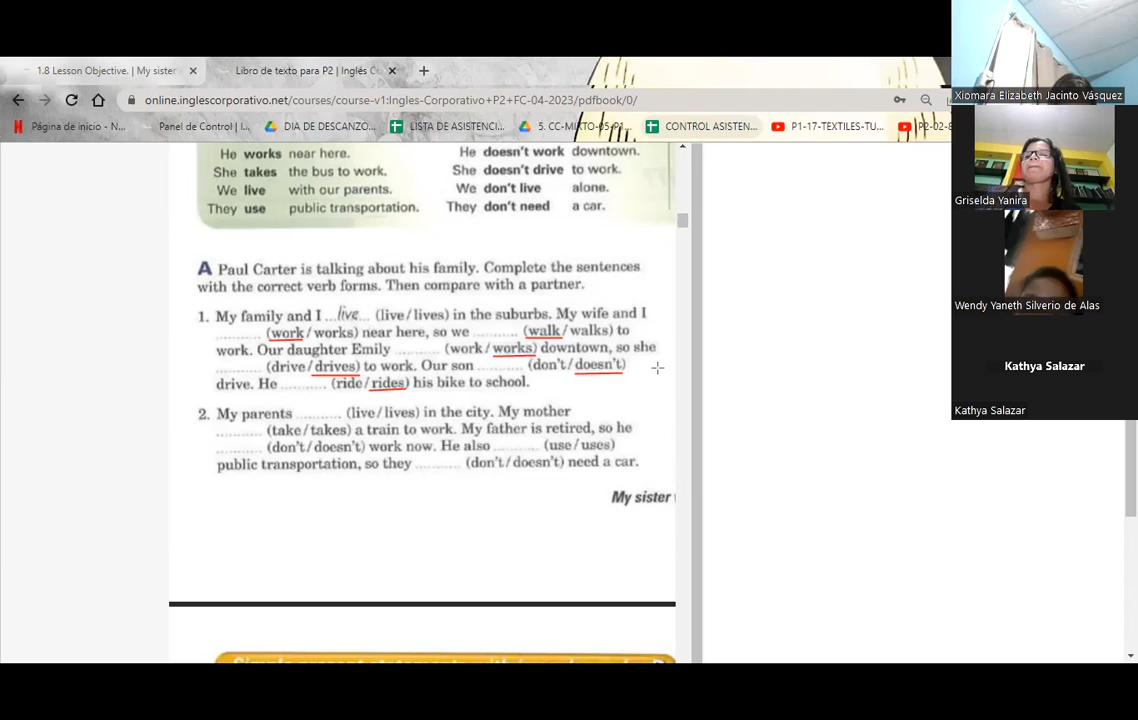 1.8 Lesson Objective. | My sister
Libro de texto para P2 | Inglés C
online.inglescorporativo.net/courses/course-v1:Ingles-Corporativo+P2+FC-04-2023/pdfbook/0/
Página de inicio - N...
Panel de Control | I...
DIA DE DESCANZO...
LISTA DE ASISTENCI...
5. CC-MIXTO-05-P1...
CONTROL ASISTEN...
P1-17-TEXTILES-TU...
P2-02-8
He works near here.
He doesn't work downtown.
She takes the bus to work.
She doesn't drive to work.
We live with our parents.
We don't live alone.
They use public transportation.
They don't need a car.
A Paul Carter is talking about his family. Complete the sentences
with the correct verb forms. Then compare with a partner.
1. My family and I ...live... (live/lives) in the suburbs. My wife and I
.......... (work/works) near here, so we .......... (walk/walks) to
work. Our daughter Emily .......... (work/works) downtown, so she
.......... (drive/drives) to work. Our son .......... (don't/doesn't)
drive. He .......... (ride/rides) his bike to school.
2. My parents .......... (live/lives) in the city. My mother
.......... (take/takes) a train to work. My father is retired, so he
.......... (don't/doesn't) work now. He also .......... (use/uses)
public transportation, so they .......... (don't/doesn't) need a car.
My sister
Xiomara Elizabeth Jacinto Vásquez
Griselda Yanira
Wendy Yaneth Silverio de Alas
Kathya Salazar
Kathya Salazar